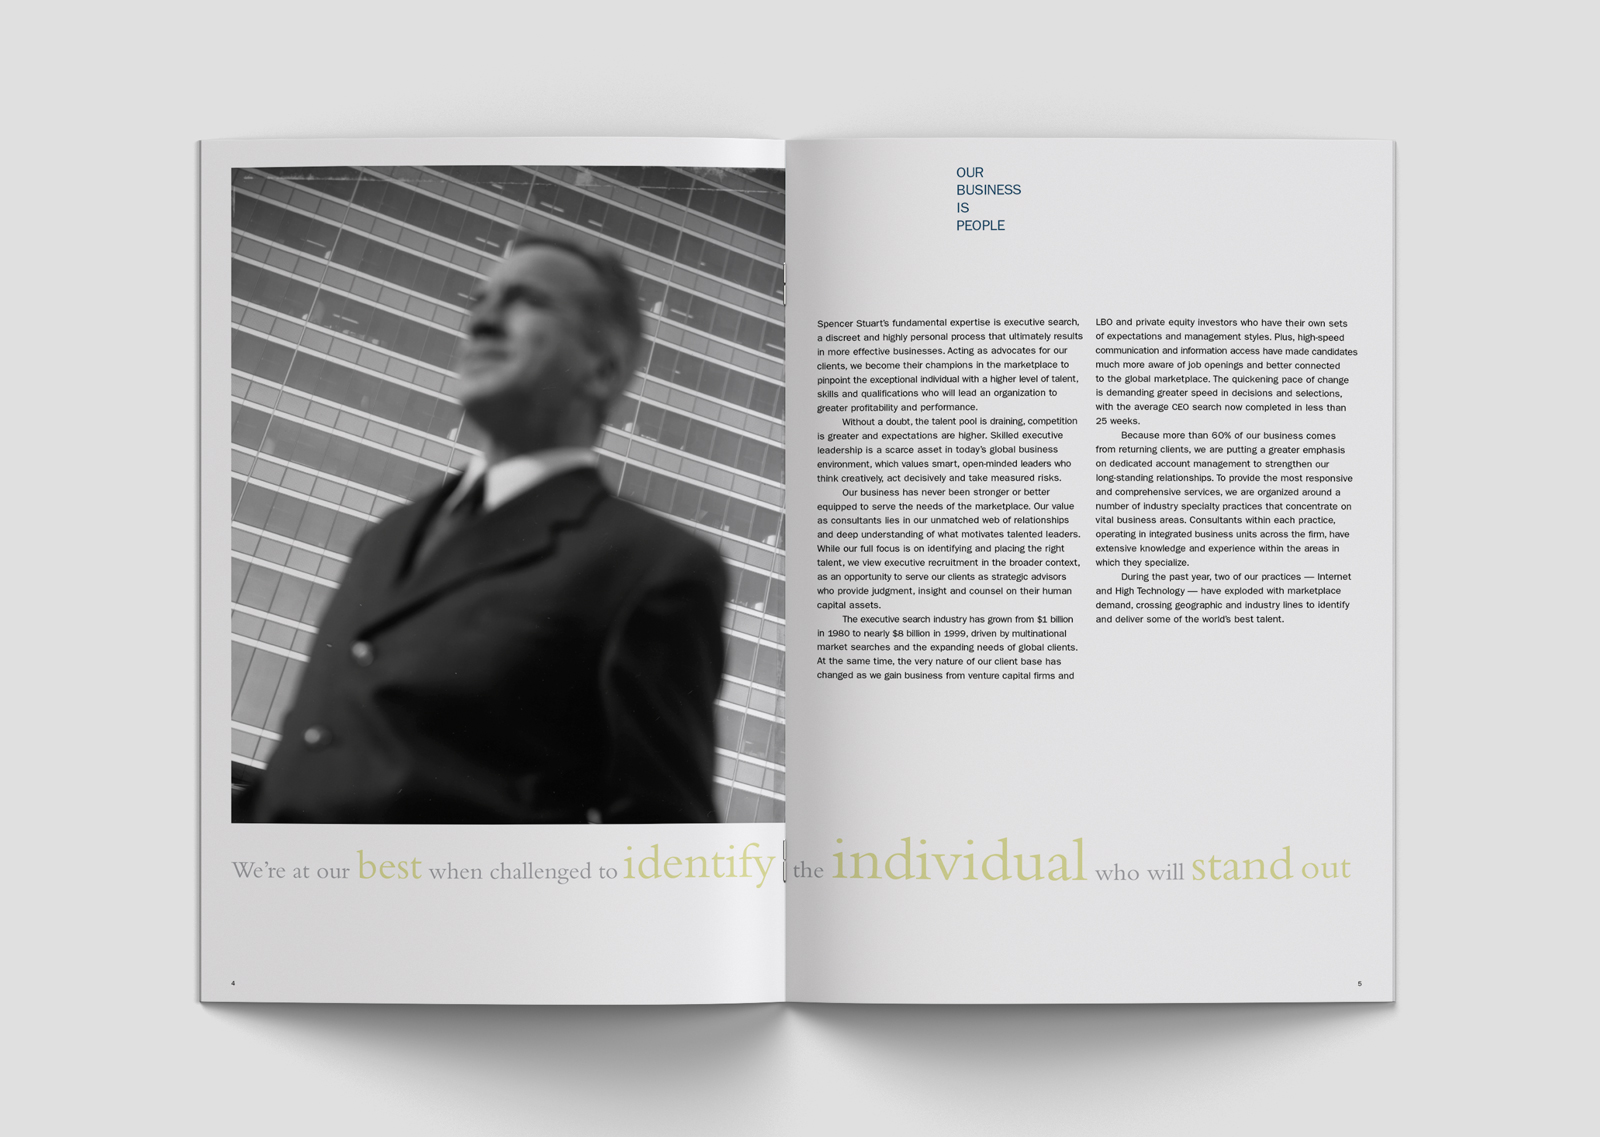 OUR
BUSINESS
IS
PEOPLE
Spencer Stuart's fundamental expertise is executive search,
a discreet and highly personal process that ultimately results
in more effective businesses. Acting as advocates for our
clients, we become their champions in the marketplace to
pinpoint the exceptional individual with a higher level of talent,
skills and qualifications who will lead an organization to
greater profitability and performance.
Without a doubt, the talent pool is draining, competition
is greater and expectations are higher. Skilled executive
leadership is a scarce asset in today's global business
environment, which values smart, open-minded leaders who
think creatively, act decisively and take measured risks.
Our business has never been stronger or better
equipped to serve the needs of the marketplace. Our value
as consultants lies in our unmatched web of relationships
and deep understanding of what motivates talented leaders.
While our full focus is on identifying and placing the right
talent, we view executive recruitment in the broader context,
as an opportunity to serve our clients as strategic advisors
who provide judgment, insight and counsel on their human
capital assets.
The executive search industry has grown from $1 billion
in 1980 to nearly $8 billion in 1999, driven by multinational
market searches and the expanding needs of global clients.
At the same time, the very nature of our client base has
changed as we gain business from venture capital firms and
LBO and private equity investors who have their own sets
of expectations and management styles. Plus, high-speed
communication and information access have made candidates
much more aware of job openings and better connected
to the global marketplace. The quickening pace of change
is demanding greater speed in decisions and selections,
with the average CEO search now completed in less than
25 weeks.
Because more than 60% of our business comes
from returning clients, we are putting a greater emphasis
on dedicated account management to strengthen our
long-standing relationships. To provide the most responsive
and comprehensive services, we are organized around a
number of industry specialty practices that concentrate on
vital business areas. Consultants within each practice,
operating in integrated business units across the firm, have
extensive knowledge and experience within the areas in
which they specialize.
During the past year, two of our practices — Internet
and High Technology — have exploded with marketplace
demand, crossing geographic and industry lines to identify
and deliver some of the world's best talent.
We're at our best when challenged to identify the individual who will stand out
4
5